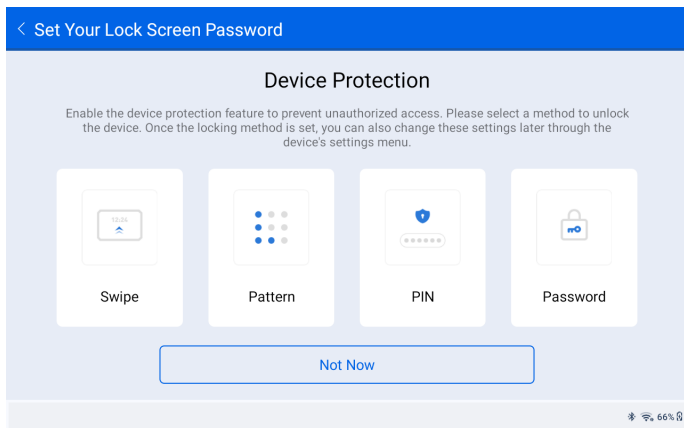 Set Your Lock Screen Password
Device Protection
Enable the device protection feature to prevent unauthorized access. Please select a method to unlock
the device. Once the locking method is set, you can also change these settings later through the
device's settings menu.
12:25
Swipe
Pattern
PIN
Password
Not Now
66%